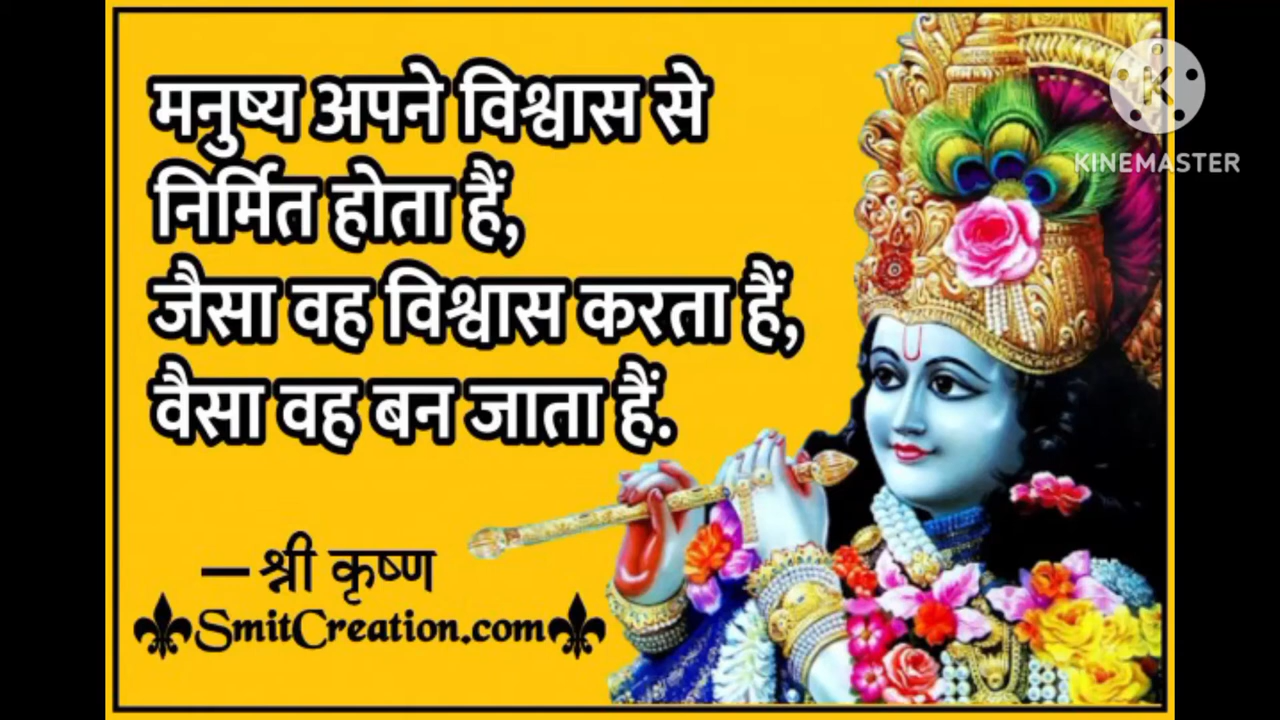 मनुष्य अपने विश्वास से
निर्मित होता हैं,
जैसा वह विश्वास करता हैं,
वैसा वह बन जाता हैं.
—श्री कृष्ण
SmitCreation.com
K
KINEMASTER